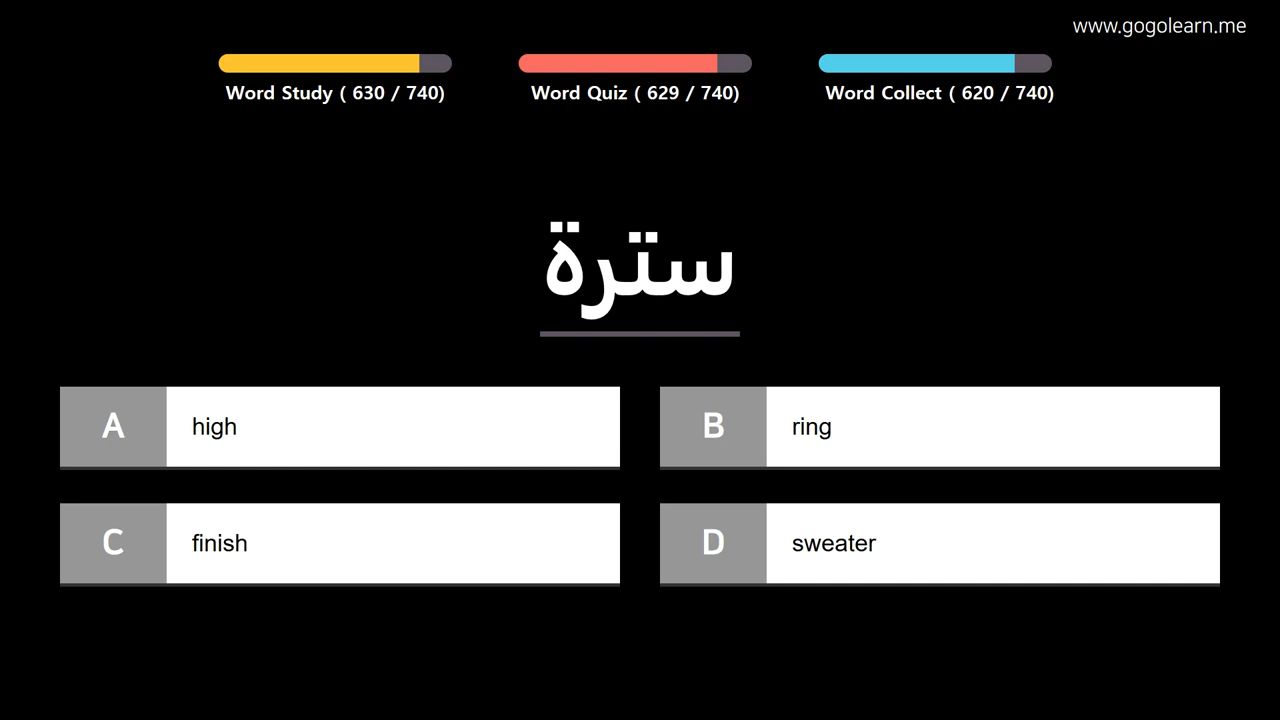 www.gogolearn.me
Word Study ( 630 / 740)
Word Quiz ( 629 / 740)
Word Collect ( 620 / 740)
سترة
A high
B ring
C finish
D sweater